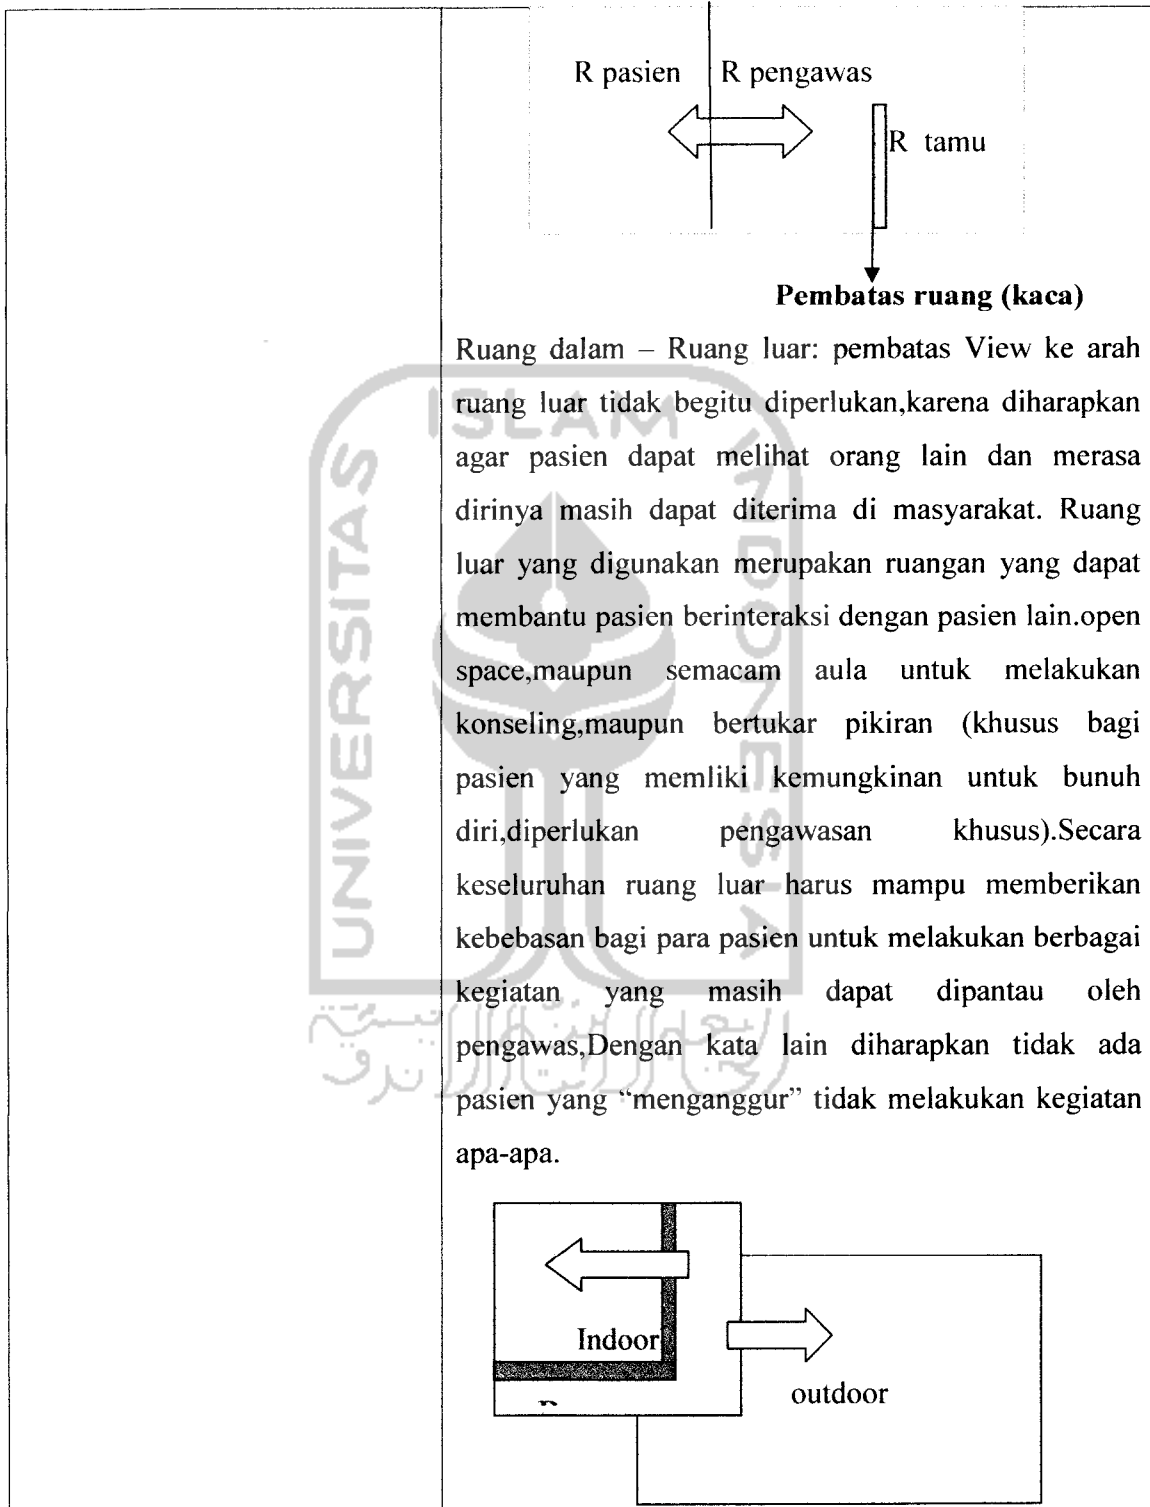 R pasien R pengawas
R tamu
Pembatas ruang (kaca)
Ruang dalam – Ruang luar: pembatas View ke arah
ruang luar tidak begitu diperlukan,karena diharapkan
agar pasien dapat melihat orang lain dan merasa
dirinya masih dapat diterima di masyarakat. Ruang
luar yang digunakan merupakan ruangan yang dapat
membantu pasien berinteraksi dengan pasien lain.open
space,maupun semacam aula untuk melakukan
konseling,maupun bertukar pikiran (khusus bagi
pasien yang memliki kemungkinan untuk bunuh
diri,diperlukan pengawasan khusus).Secara
keseluruhan ruang luar harus mampu memberikan
kebebasan bagi para pasien untuk melakukan berbagai
kegiatan yang masih dapat dipantau oleh
pengawas,Dengan kata lain diharapkan tidak ada
pasien yang “menganggur” tidak melakukan kegiatan
apa-apa.
Indoor
outdoor
UNIVERSITAS
ISLAM
INDONESIA